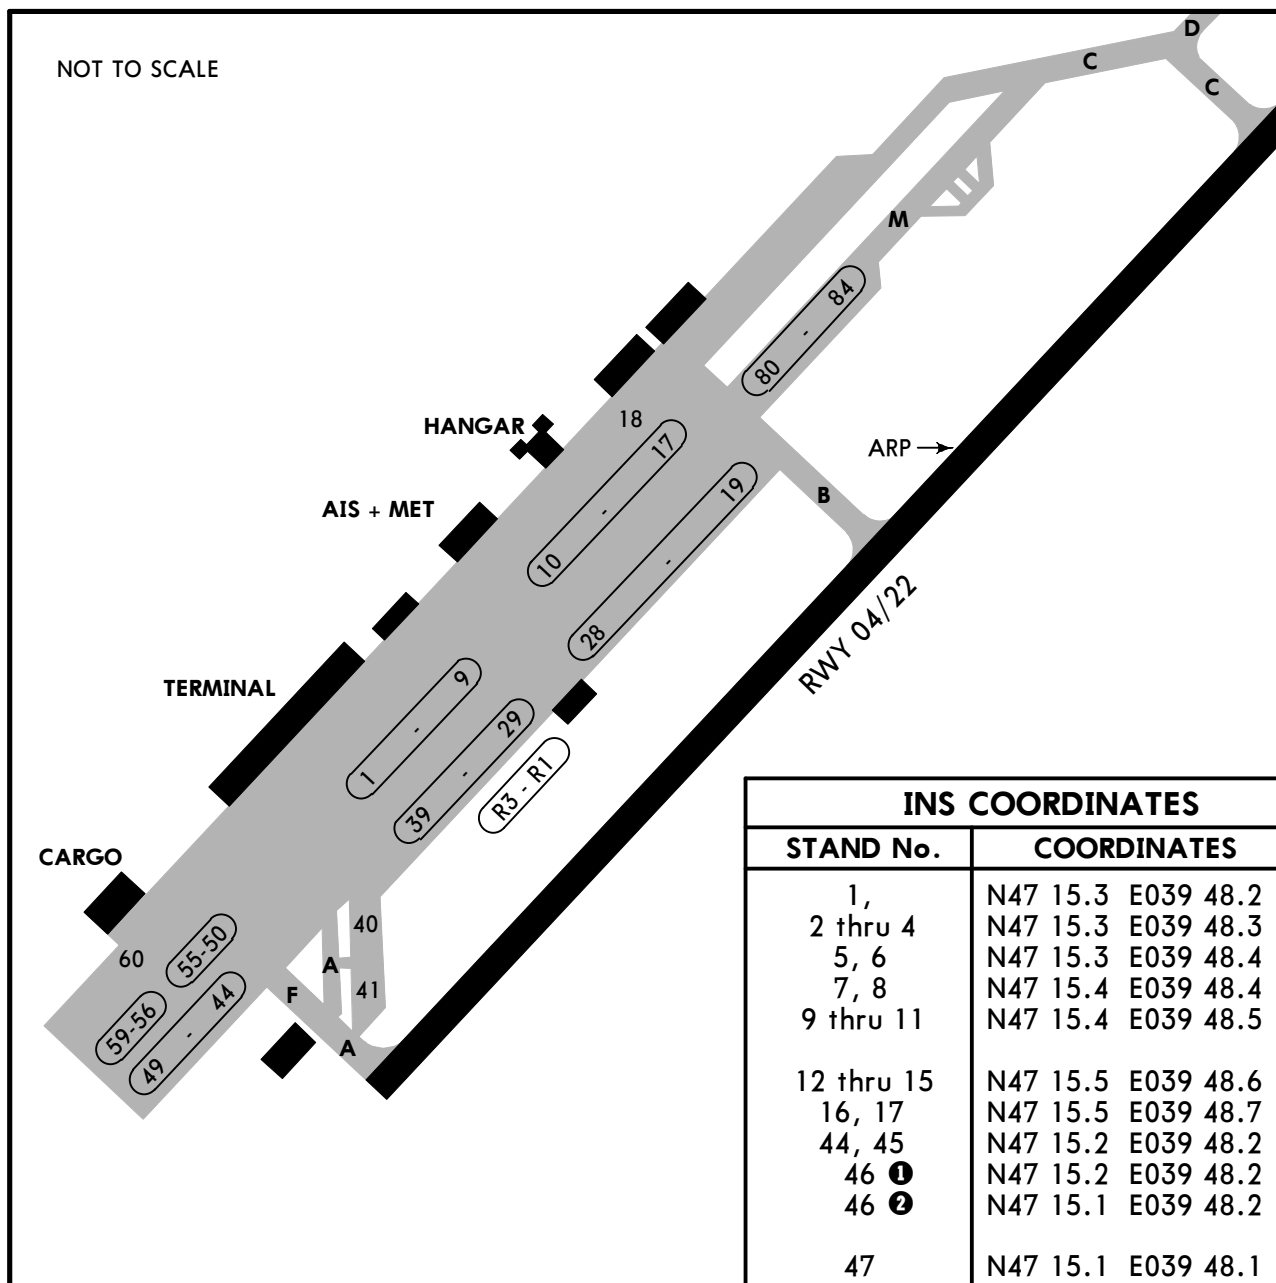 NOT TO SCALE
D
C
C
M
80 - 84
18
HANGAR
10 - 17
ARP
AIS + MET
28 - 19
B
RWY 04/22
TERMINAL
1 - 9
39 - 29
R3 - R1
CARGO
60
55-50
59-56
49 - 44
40
A
41
F
A
INS COORDINATES
STAND No. COORDINATES
1, N47 15.3 E039 48.2
2 thru 4 N47 15.3 E039 48.3
5, 6 N47 15.3 E039 48.4
7, 8 N47 15.4 E039 48.4
9 thru 11 N47 15.4 E039 48.5
12 thru 15 N47 15.5 E039 48.6
16, 17 N47 15.5 E039 48.7
44, 45 N47 15.2 E039 48.2
46 ❶ N47 15.2 E039 48.2
46 ❷ N47 15.1 E039 48.2
47 N47 15.1 E039 48.1